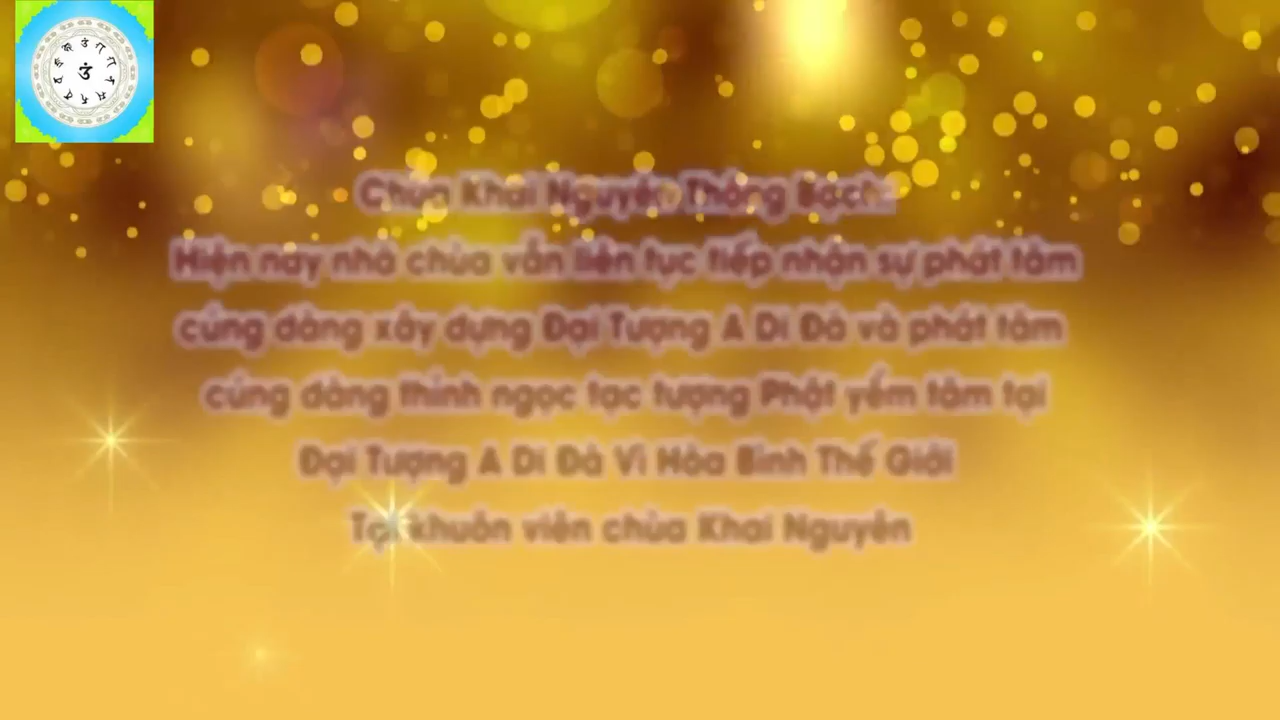 Chùa Khai Nguyên Thông Bạch:
Hiện nay nhà chùa vẫn liên tục tiếp nhận sự phát tâm
cúng dàng xây dựng Đại Tượng A Di Đà và phát tâm
cúng dàng thỉnh ngọc tạc tượng Phật yểm tâm tại
Đại Tượng A Di Đà Vì Hòa Bình Thế Giới
Tại khuôn viên chùa Khai Nguyên